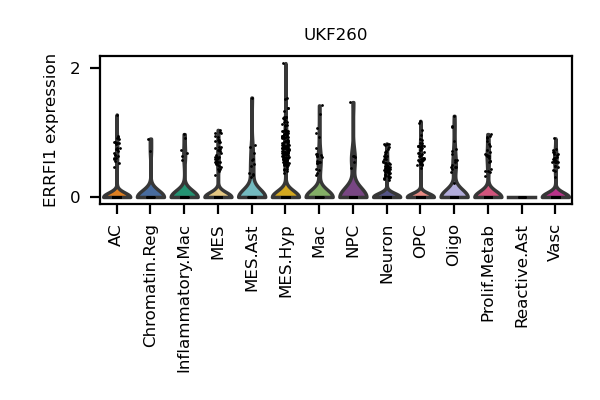 UKF260
ERRFI1 expression
2
0
AC
Chromatin.Reg
Inflammatory.Mac
MES
MES.Ast
MES.Hyp
Mac
NPC
Neuron
OPC
Oligo
Prolif.Metab
Reactive.Ast
Vasc